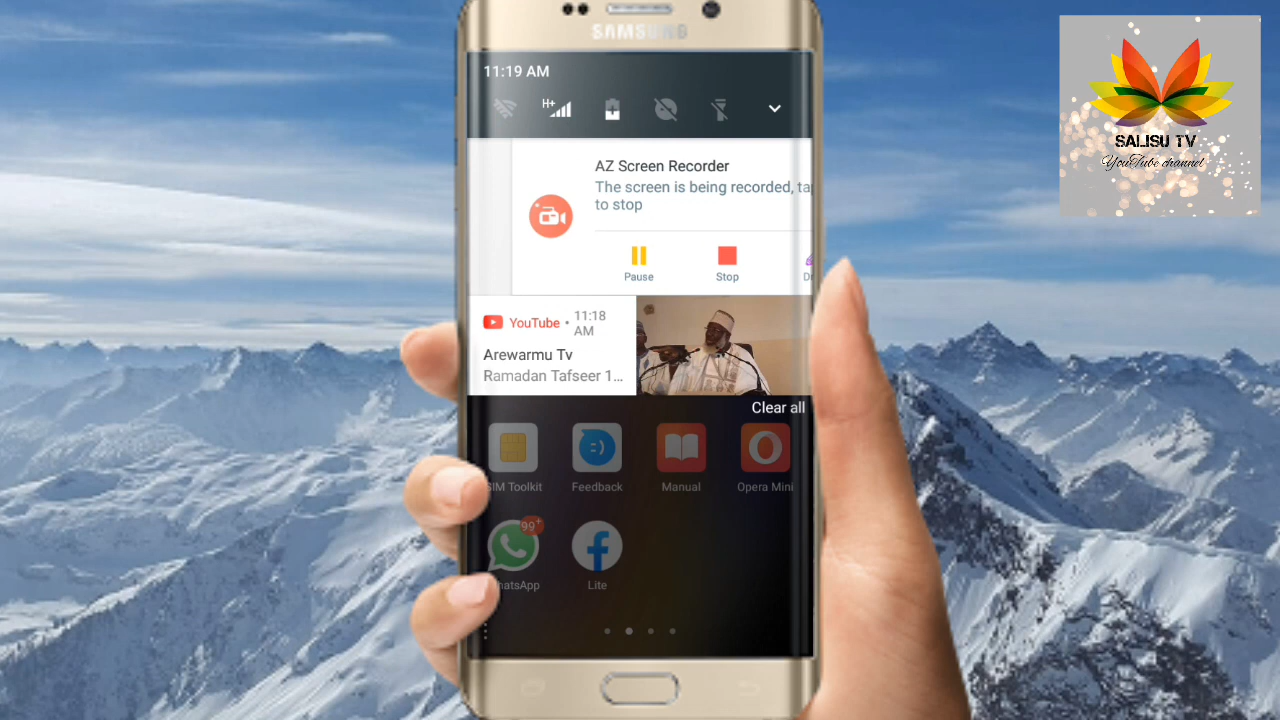 SAMSUNG
11:19 AM
H+
AZ Screen Recorder
The screen is being recorded, ta
to stop
Pause
Stop
YouTube • 11:18
AM
Arewarmu Tv
Ramadan Tafseer 1...
Clear all
SIM Toolkit
Feedback
Manual
Opera Mini
99+
WhatsApp
Lite
SALISU TV
YouTube channel